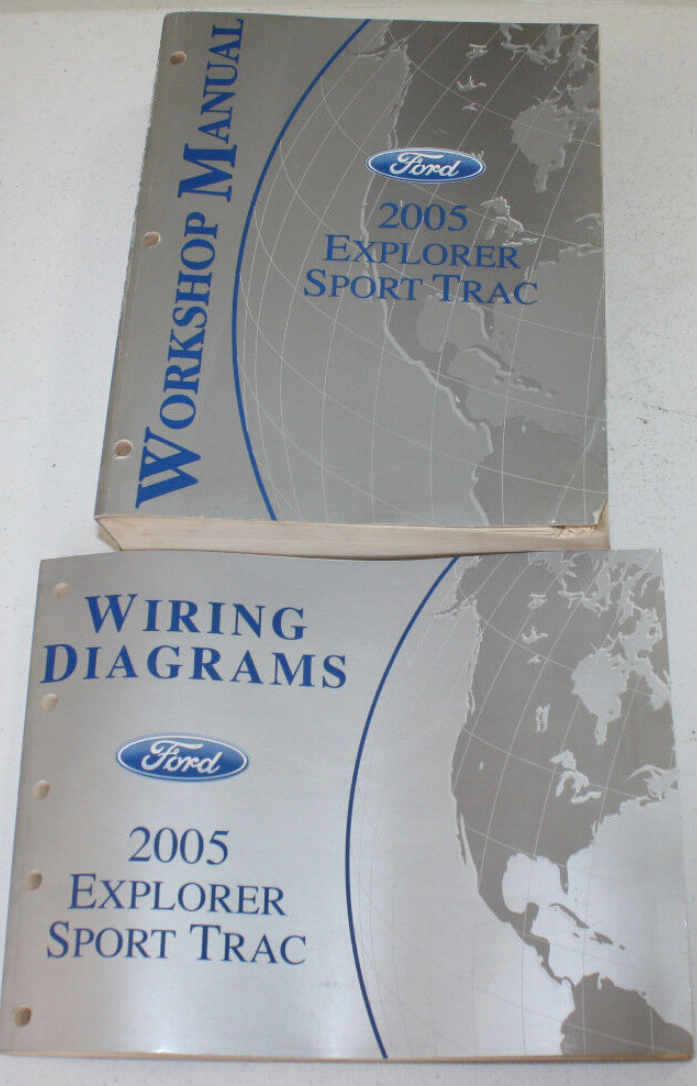 WORKSHOP MANUAL
Ford
2005
EXPLORER
SPORT TRAC
WIRING
DIAGRAMS
Ford
2005
EXPLORER
SPORT TRAC